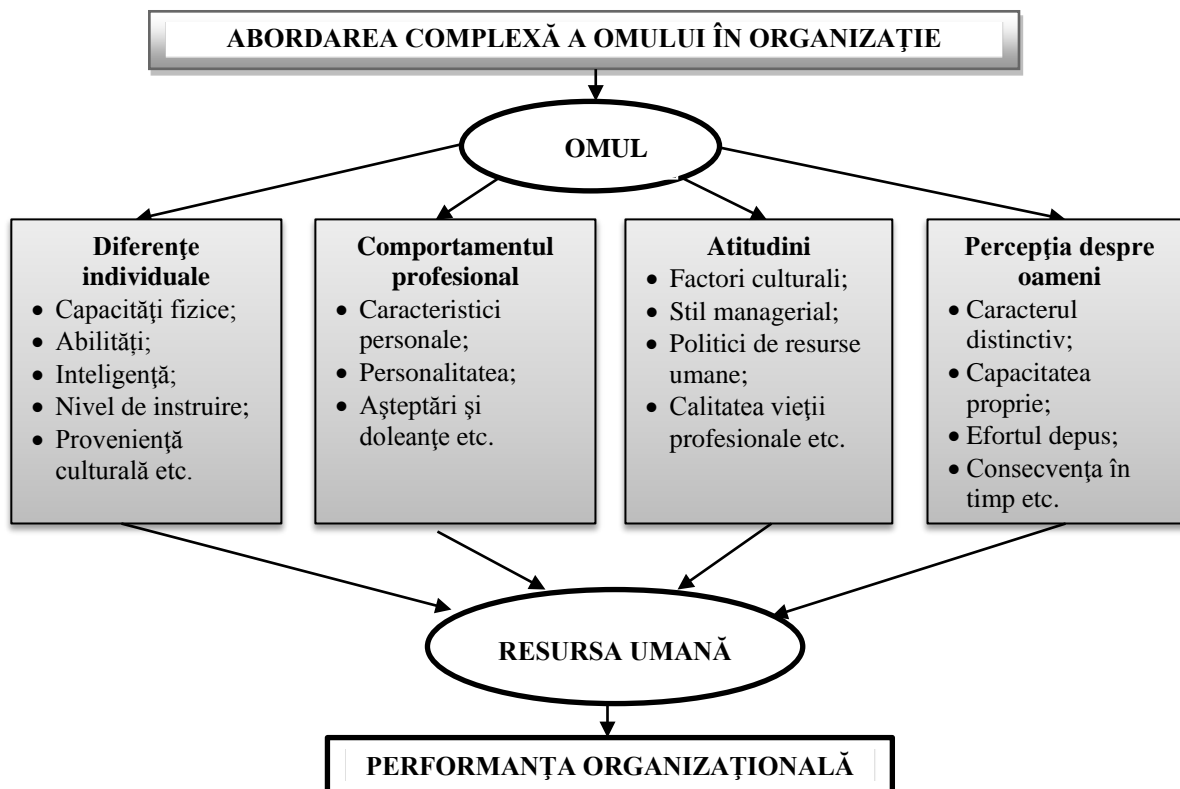 ABORDAREA COMPLEXĂ A OMULUI ÎN ORGANIZAŢIE
OMUL
Diferenţe
individuale
• Capacităţi fizice;
• Abilități;
• Inteligenţă;
• Nivel de instruire;
• Provenienţă
culturală etc.
Comportamentul
profesional
• Caracteristici
personale;
• Personalitatea;
• Aşteptări şi
doleanţe etc.
Atitudini
• Factori culturali;
• Stil managerial;
• Politici de resurse
umane;
• Calitatea vieţii
profesionale etc.
Percepţia despre
oameni
• Caracterul
distinctiv;
• Capacitatea
proprie;
• Efortul depus;
• Consecvenţa în
timp etc.
RESURSA UMANĂ
PERFORMANŢA ORGANIZAŢIONALĂ